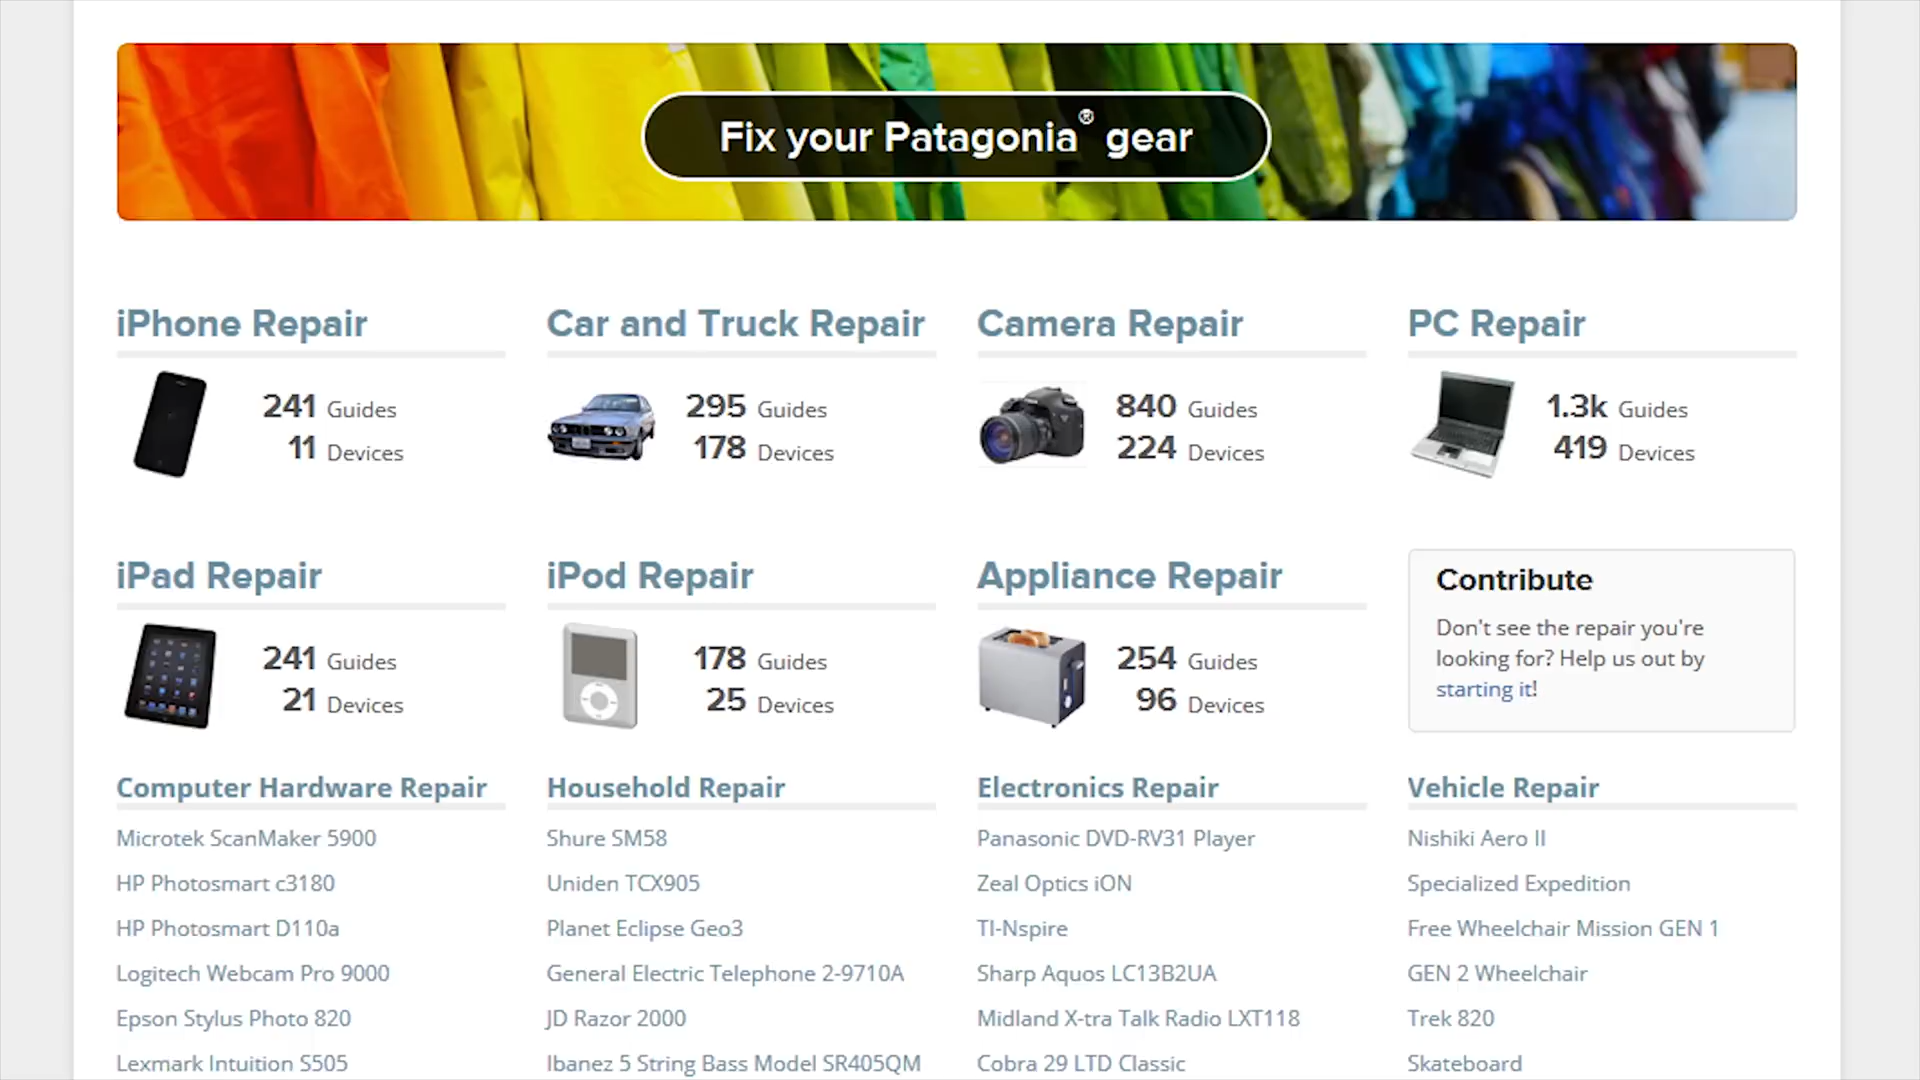 Fix your Patagonia® gear
iPhone Repair
241 Guides
11 Devices
Car and Truck Repair
295 Guides
178 Devices
Camera Repair
840 Guides
224 Devices
PC Repair
1.3k Guides
419 Devices
iPad Repair
241 Guides
21 Devices
iPod Repair
178 Guides
25 Devices
Appliance Repair
254 Guides
96 Devices
Contribute
Don't see the repair you're
looking for? Help us out by
starting it!
Computer Hardware Repair
Microtek ScanMaker 5900
HP Photosmart c3180
HP Photosmart D110a
Logitech Webcam Pro 9000
Epson Stylus Photo 820
Lexmark Intuition S505
Household Repair
Shure SM58
Uniden TCX905
Planet Eclipse Geo3
General Electric Telephone 2-9710A
JD Razor 2000
Ibanez 5 String Bass Model SR405QM
Electronics Repair
Panasonic DVD-RV31 Player
Zeal Optics iON
TI-Nspire
Sharp Aquos LC13B2UA
Midland X-tra Talk Radio LXT118
Cobra 29 LTD Classic
Vehicle Repair
Nishiki Aero II
Specialized Expedition
Free Wheelchair Mission GEN 1
GEN 2 Wheelchair
Trek 820
Skateboard